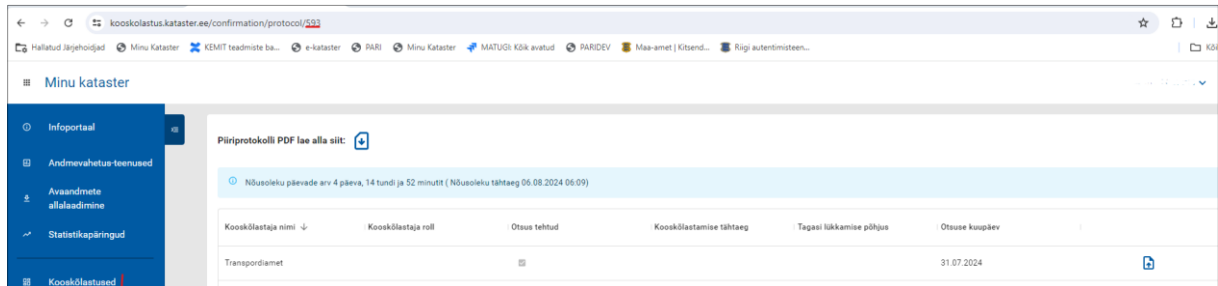 kooskolastus.kataster.ee/confirmation/protocol/593
Hallatud Järjehoidjad Minu Kataster KEMIT teadmiste ba... e-kataster PARI Minu Kataster MATUGI: Kõik avatud PARIDEV Maa-amet | Kitsend... Riigi autentimisteen... Kõi
Minu kataster
Infoportaal
Piiriprotokolli PDF lae alla siit:
Andmevahetus-teenused
Nõusoleku päevade arv 4 päeva, 14 tundi ja 52 minutit ( Nõusoleku tähtaeg 06.08.2024 06:09)
Avaandmete
allalaadimine
Kooskõlastaja nimi Kooskõlastaja roll Otsus tehtud Kooskõlastamise tähtaeg Tagasi lükkamise põhjus Otsuse kuupäev
Statistikapäringud
Transpordiamet 31.07.2024
Kooskõlastused